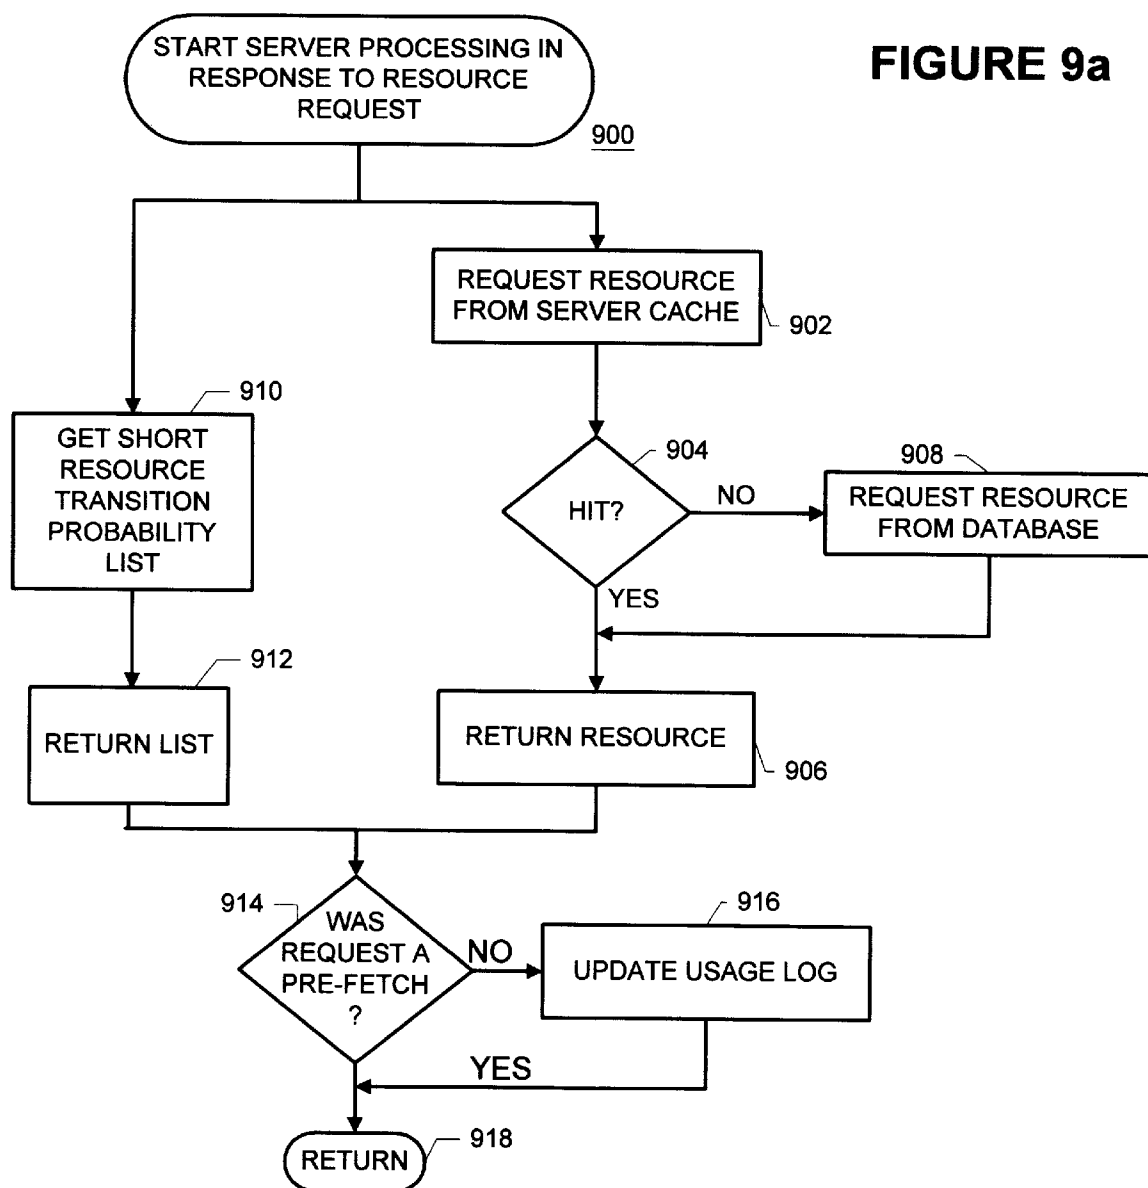 FIGURE 9a
START SERVER PROCESSING IN
RESPONSE TO RESOURCE
REQUEST
900
REQUEST RESOURCE
FROM SERVER CACHE
902
910
GET SHORT
RESOURCE
TRANSITION
PROBABILITY
LIST
904
HIT?
NO
908
REQUEST RESOURCE
FROM DATABASE
YES
912
RETURN LIST
RETURN RESOURCE
906
914
WAS
REQUEST A
PRE-FETCH
?
NO
916
UPDATE USAGE LOG
YES
RETURN
918